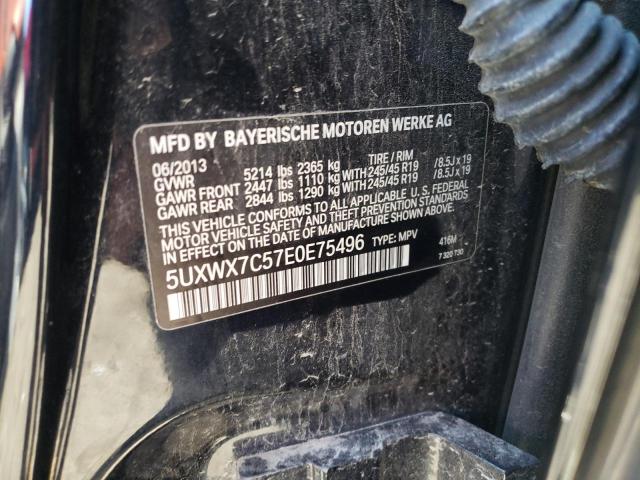 MFD BY BAYERISCHE MOTOREN WERKE AG
06/2013 TIRE / RIM
GVWR 5214 lbs 2365 kg
GAWR FRONT 2447 lbs 1110 kg WITH 245/45 R19 / 8.5J x 19
GAWR REAR 2844 lbs 1290 kg WITH 245/45 R19 / 8.5J x 19
THIS VEHICLE CONFORMS TO ALL APPLICABLE U.S. FEDERAL
MOTOR VEHICLE SAFETY AND THEFT PREVENTION STANDARDS
IN EFFECT ON THE DATE OF MANUFACTURE SHOWN ABOVE.
5UXWX7C57E0E75496 TYPE: MPV 416M
7 320 730